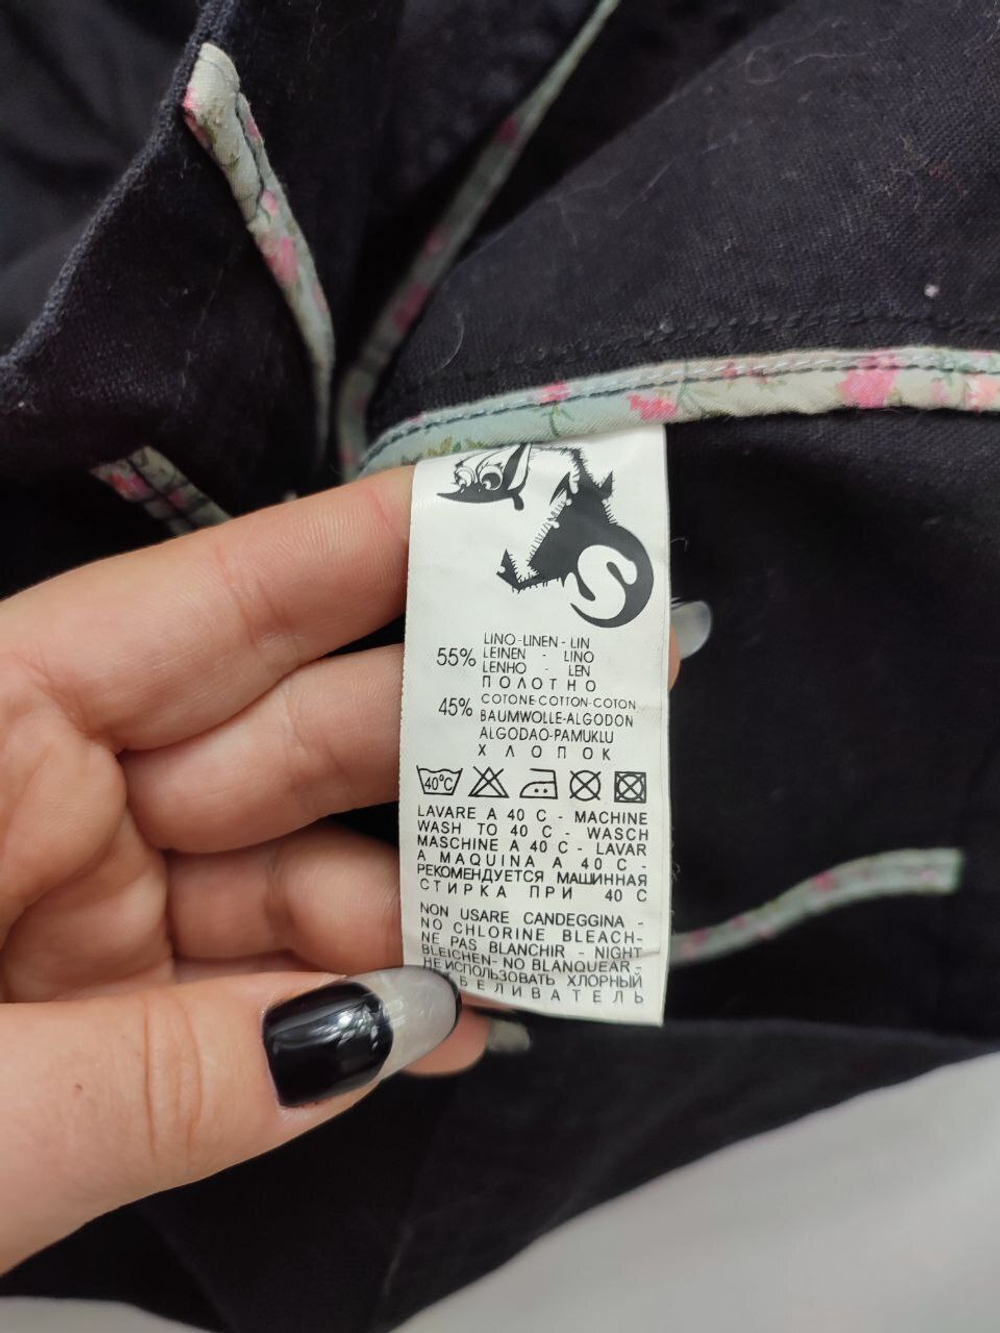 S
LINO-LINEN-LIN
55% LEINEN - LINO
LENHO - LEN
ПОЛОТНО
45% COTONE COTTON-COTON
BAUMWOLLE-ALGODON
ALGODAO-PAMUKLU
ХЛОПОК
40°C
LAVARE A 40 C - MACHINE
WASH TO 40 C - WASCH
MASCHINE A 40 C - LAVAR
A MAQUINA A 40 C -
РЕКОМЕНДУЕТСЯ МАШИННАЯ
СТИРКА ПРИ 40 C
NON USARE CANDEGGINA -
NO CHLORINE BLEACH-
NE PAS BLANCHIR - NIGHT
BLEICHEN- NO BLANQUEAR -
НЕ ИСПОЛЬЗОВАТЬ ХЛОРНЫЙ
БЕЛИВАТЕЛЬ